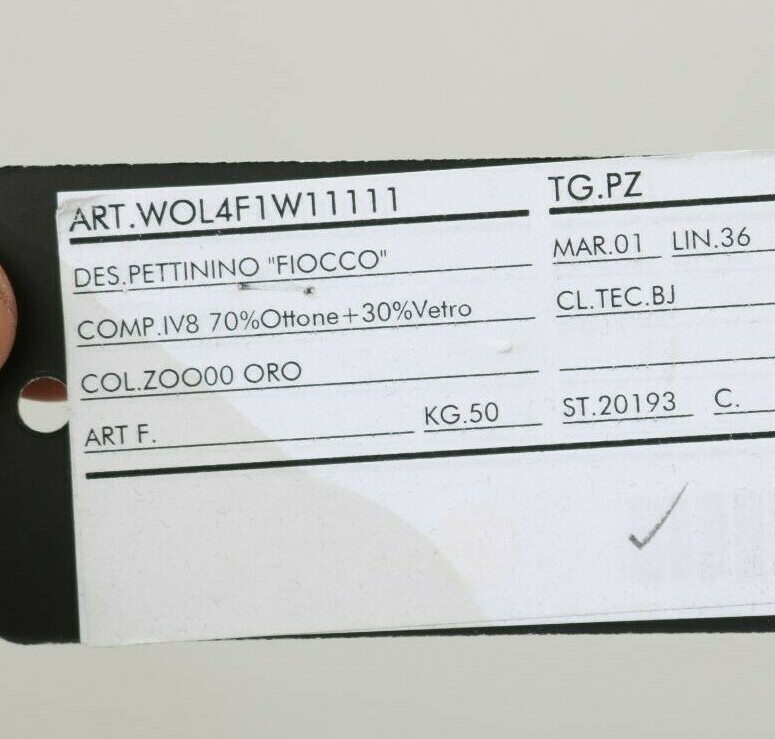 ART.WOL4F1W11111 TG.PZ
DES.PETTININO "FIOCCO" MAR.01 LIN.36
COMP.IV8 70%Ottone+30%Vetro CL.TEC.BJ
COL.ZOO00 ORO
ART F. KG.50 ST.20193 C.